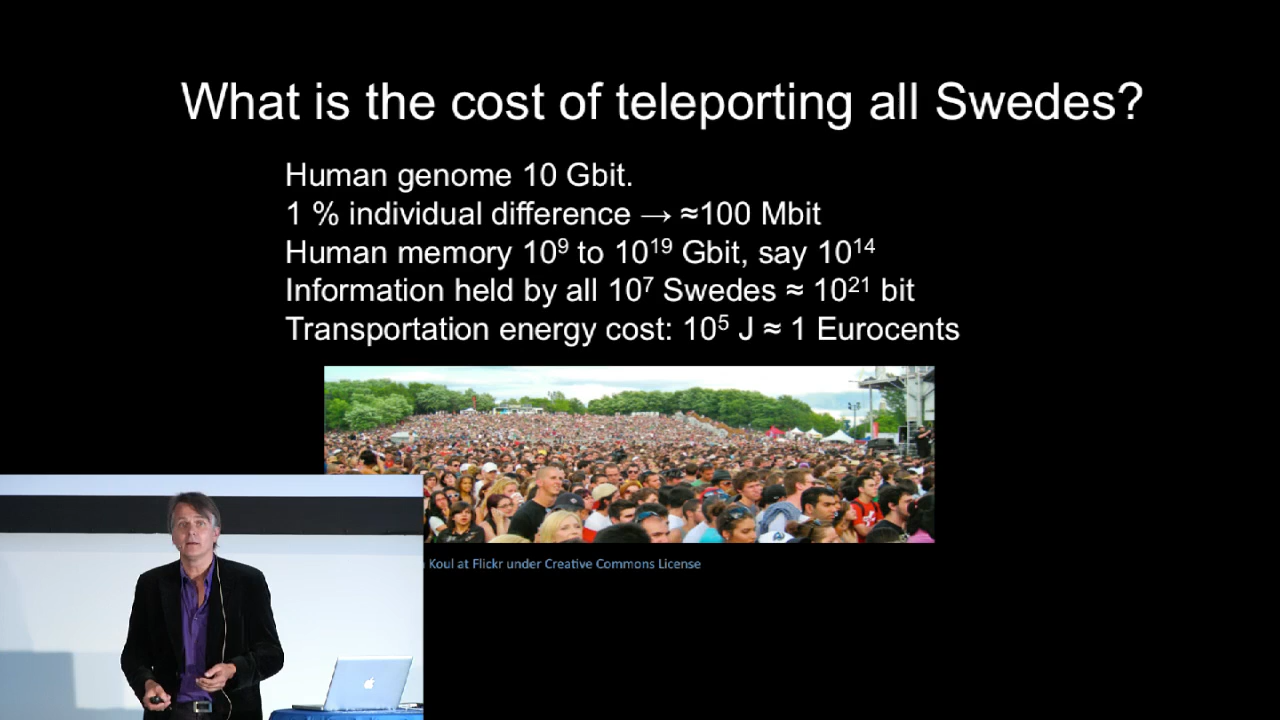 What is the cost of teleporting all Swedes?
Human genome 10 Gbit.
1 % individual difference → ≈100 Mbit
Human memory 10⁹ to 10¹⁹ Gbit, say 10¹⁴
Information held by all 10⁷ Swedes ≈ 10²¹ bit
Transportation energy cost: 10⁵ J ≈ 1 Eurocents
Koul at Flickr under Creative Commons License